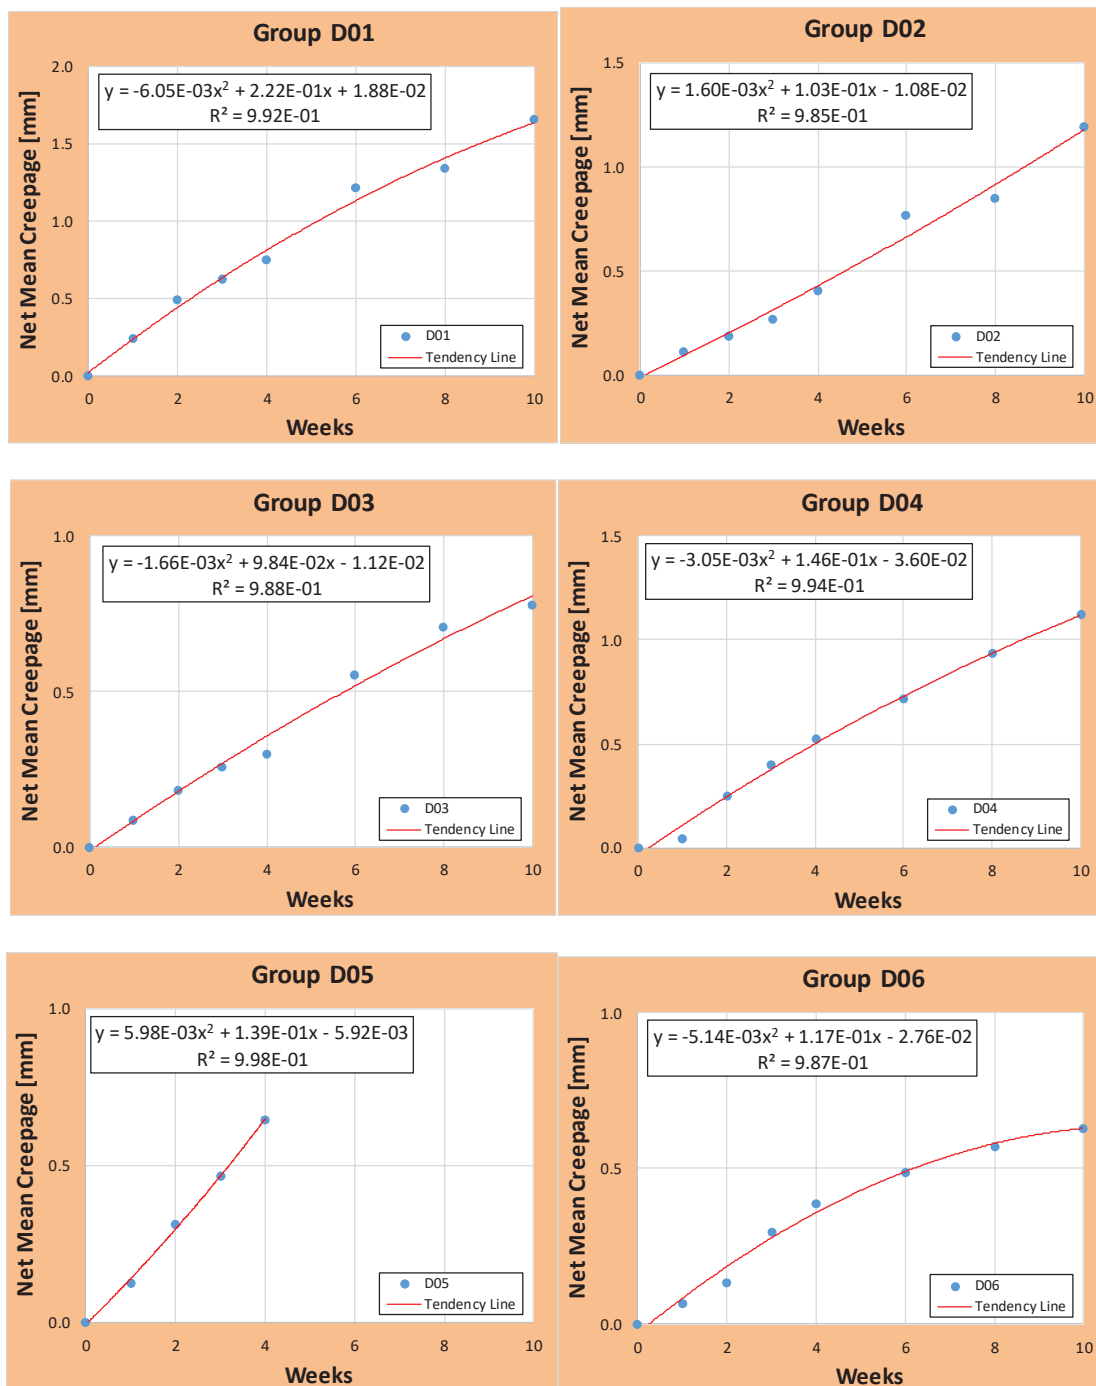 Group D01
Net Mean Creepage [mm]
y = -6.05E-03x² + 2.22E-01x + 1.88E-02
R² = 9.92E-01
2.0
1.5
1.0
0.5
0.0
D01
Tendency Line
0 2 4 6 8 10
Weeks
Group D02
Net Mean Creepage [mm]
y = 1.60E-03x² + 1.03E-01x - 1.08E-02
R² = 9.85E-01
1.5
1.0
0.5
0.0
D02
Tendency Line
0 2 4 6 8 10
Weeks
Group D03
Net Mean Creepage [mm]
y = -1.66E-03x² + 9.84E-02x - 1.12E-02
R² = 9.88E-01
1.0
0.5
0.0
D03
Tendency Line
0 2 4 6 8 10
Weeks
Group D04
Net Mean Creepage [mm]
y = -3.05E-03x² + 1.46E-01x - 3.60E-02
R² = 9.94E-01
1.5
1.0
0.5
0.0
D04
Tendency Line
0 2 4 6 8 10
Weeks
Group D05
Net Mean Creepage [mm]
y = 5.98E-03x² + 1.39E-01x - 5.92E-03
R² = 9.98E-01
1.0
0.5
0.0
D05
Tendency Line
0 2 4 6 8 10
Weeks
Group D06
Net Mean Creepage [mm]
y = -5.14E-03x² + 1.17E-01x - 2.76E-02
R² = 9.87E-01
1.0
0.5
0.0
D06
Tendency Line
0 2 4 6 8 10
Weeks